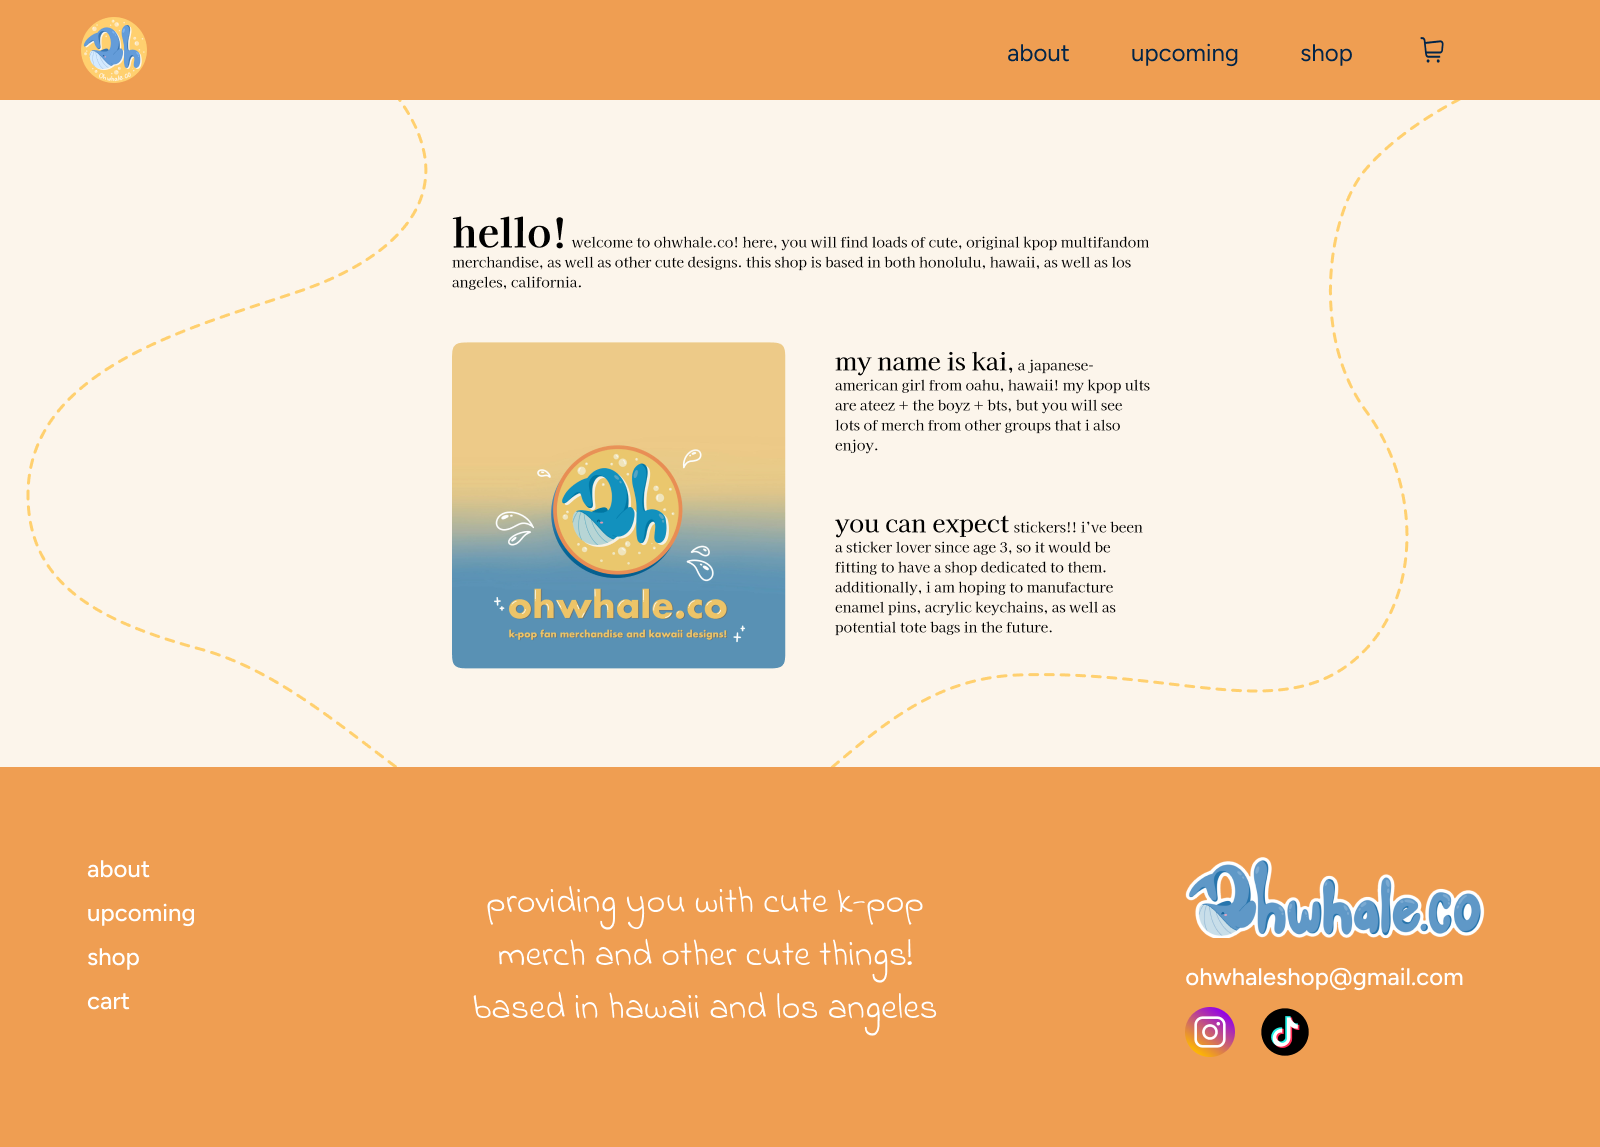 Oh
ohwhale.co
about
upcoming
shop
hello! welcome to ohwhale.co! here, you will find loads of cute, original kpop multifandom
merchandise, as well as other cute designs. this shop is based in both honolulu, hawaii, as well as los
angeles, california.
Oh
ohwhale.co
k-pop fan merchandise and kawaii designs!
my name is kai, a japanese-
american girl from oahu, hawaii! my kpop ults
are ateez + the boyz + bts, but you will see
lots of merch from other groups that i also
enjoy.
you can expect stickers!! i’ve been
a sticker lover since age 3, so it would be
fitting to have a shop dedicated to them.
additionally, i am hoping to manufacture
enamel pins, acrylic keychains, as well as
potential tote bags in the future.
about
upcoming
shop
cart
providing you with cute k-pop
merch and other cute things!
based in hawaii and los angeles
Ohwhale.co
ohwhaleshop@gmail.com